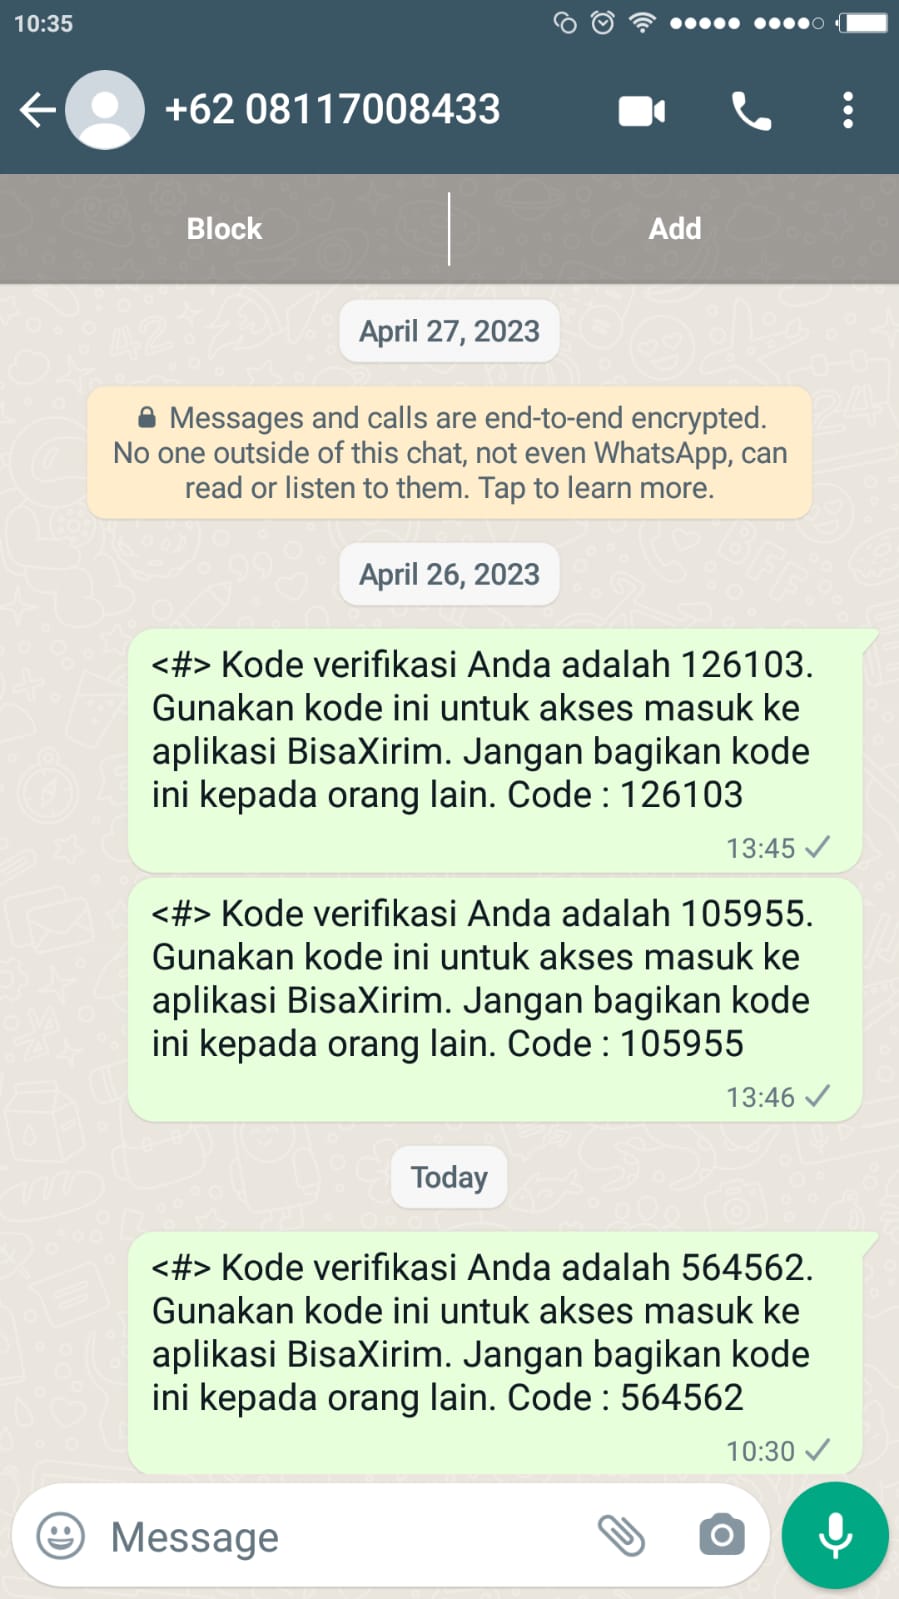 10:35
+62 08117008433
Block
Add
April 27, 2023
Messages and calls are end-to-end encrypted.
No one outside of this chat, not even WhatsApp, can
read or listen to them. Tap to learn more.
April 26, 2023
<#> Kode verifikasi Anda adalah 126103.
Gunakan kode ini untuk akses masuk ke
aplikasi BisaXirim. Jangan bagikan kode
ini kepada orang lain. Code : 126103
13:45
<#> Kode verifikasi Anda adalah 105955.
Gunakan kode ini untuk akses masuk ke
aplikasi BisaXirim. Jangan bagikan kode
ini kepada orang lain. Code : 105955
13:46
Today
<#> Kode verifikasi Anda adalah 564562.
Gunakan kode ini untuk akses masuk ke
aplikasi BisaXirim. Jangan bagikan kode
ini kepada orang lain. Code : 564562
10:30
Message